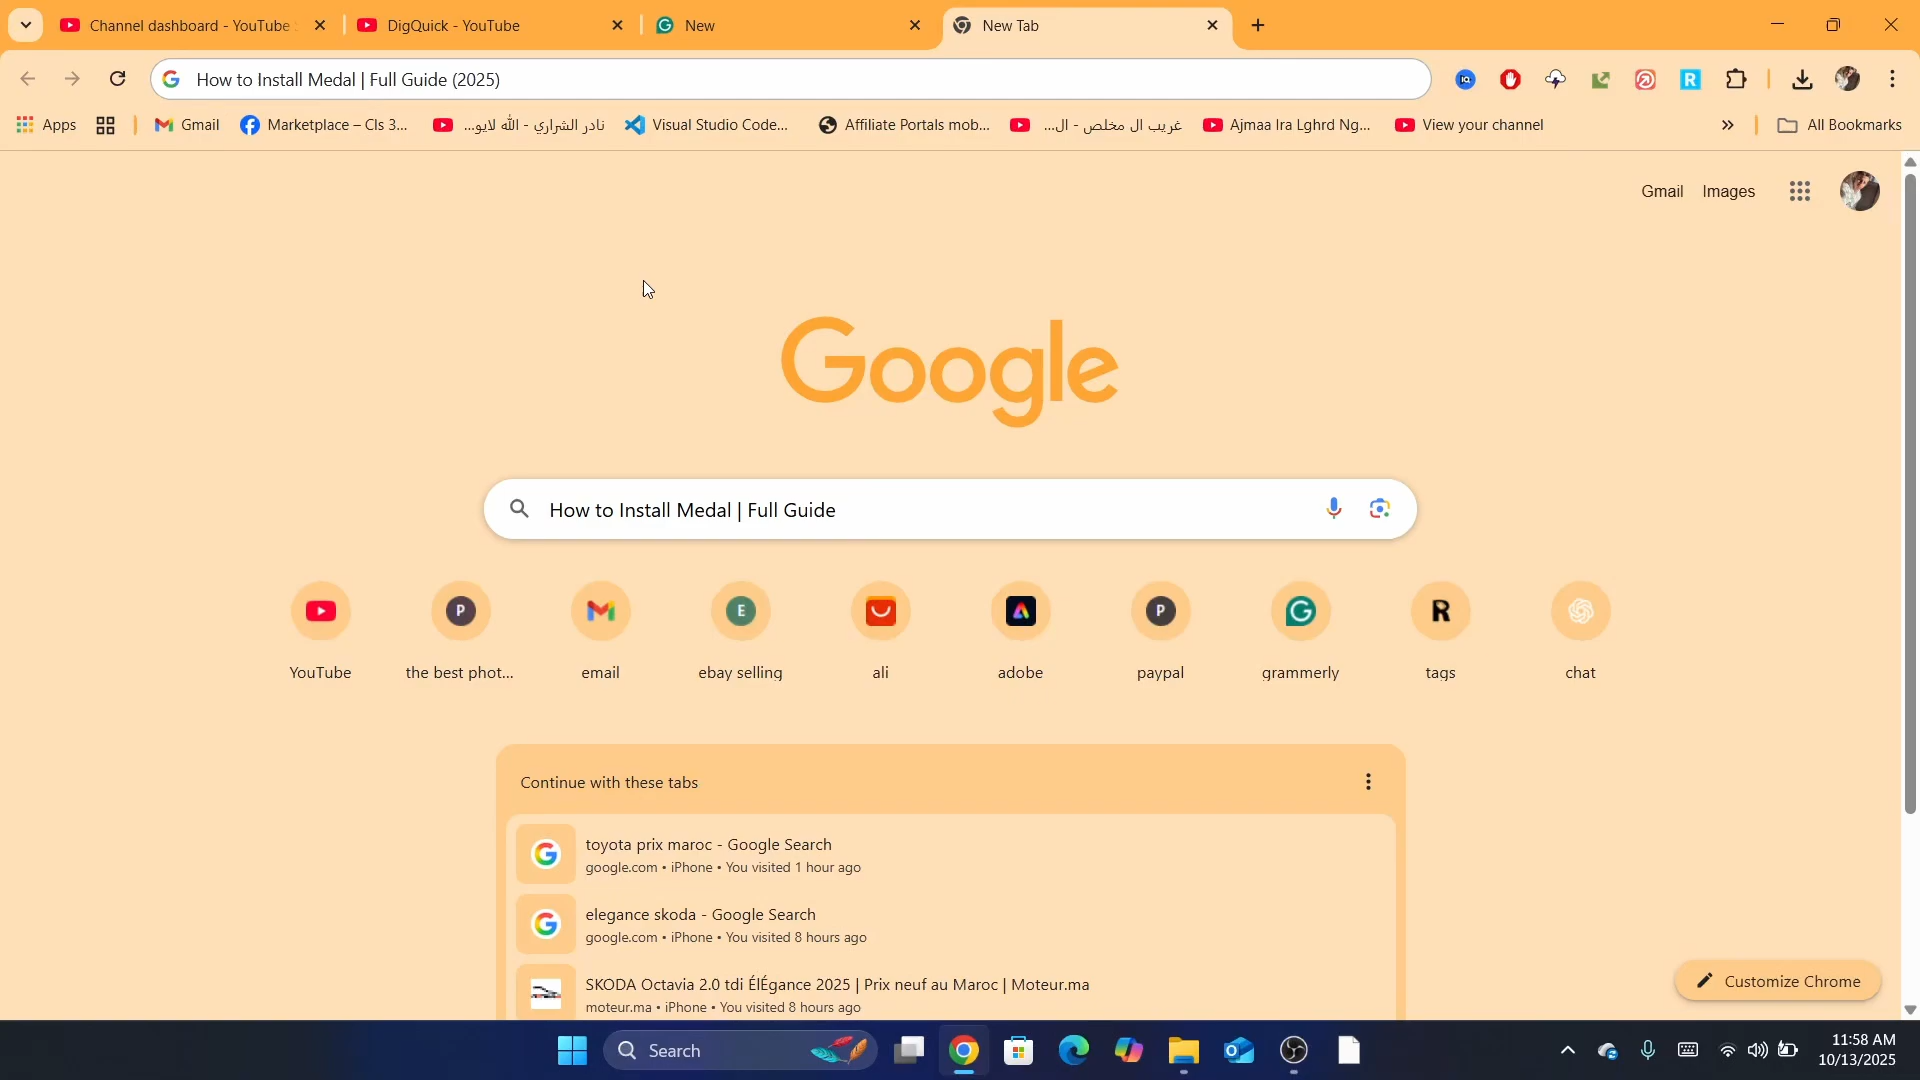 Channel dashboard - YouTube
DigQuick - YouTube
New
New Tab
How to Install Medal | Full Guide (2025)
Apps
Gmail
Marketplace – Cls 3...
نادر الشراري - الله لايو...
Visual Studio Code...
Affiliate Portals mob...
غريب ال مخلص - ال...
Ajmaa Ira Lghrd Ng...
View your channel
All Bookmarks
Gmail
Images
Google
How to Install Medal | Full Guide
P
E
P
R
YouTube
the best phot...
email
ebay selling
ali
adobe
paypal
grammerly
tags
chat
Continue with these tabs
toyota prix maroc - Google Search
google.com • iPhone • You visited 1 hour ago
elegance skoda - Google Search
google.com • iPhone • You visited 8 hours ago
SKODA Octavia 2.0 tdi ÉlÉgance 2025 | Prix neuf au Maroc | Moteur.ma
moteur.ma • iPhone • You visited 8 hours ago
Customize Chrome
Search
11:58 AM
10/13/2025